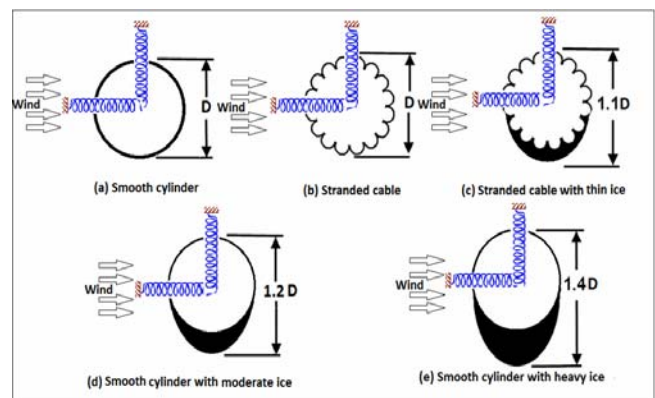 Wind
D
(a) Smooth cylinder
Wind
D
(b) Stranded cable
Wind
1.1D
(c) Stranded cable with thin ice
Wind
1.2 D
(d) Smooth cylinder with moderate ice
Wind
1.4 D
(e) Smooth cylinder with heavy ice